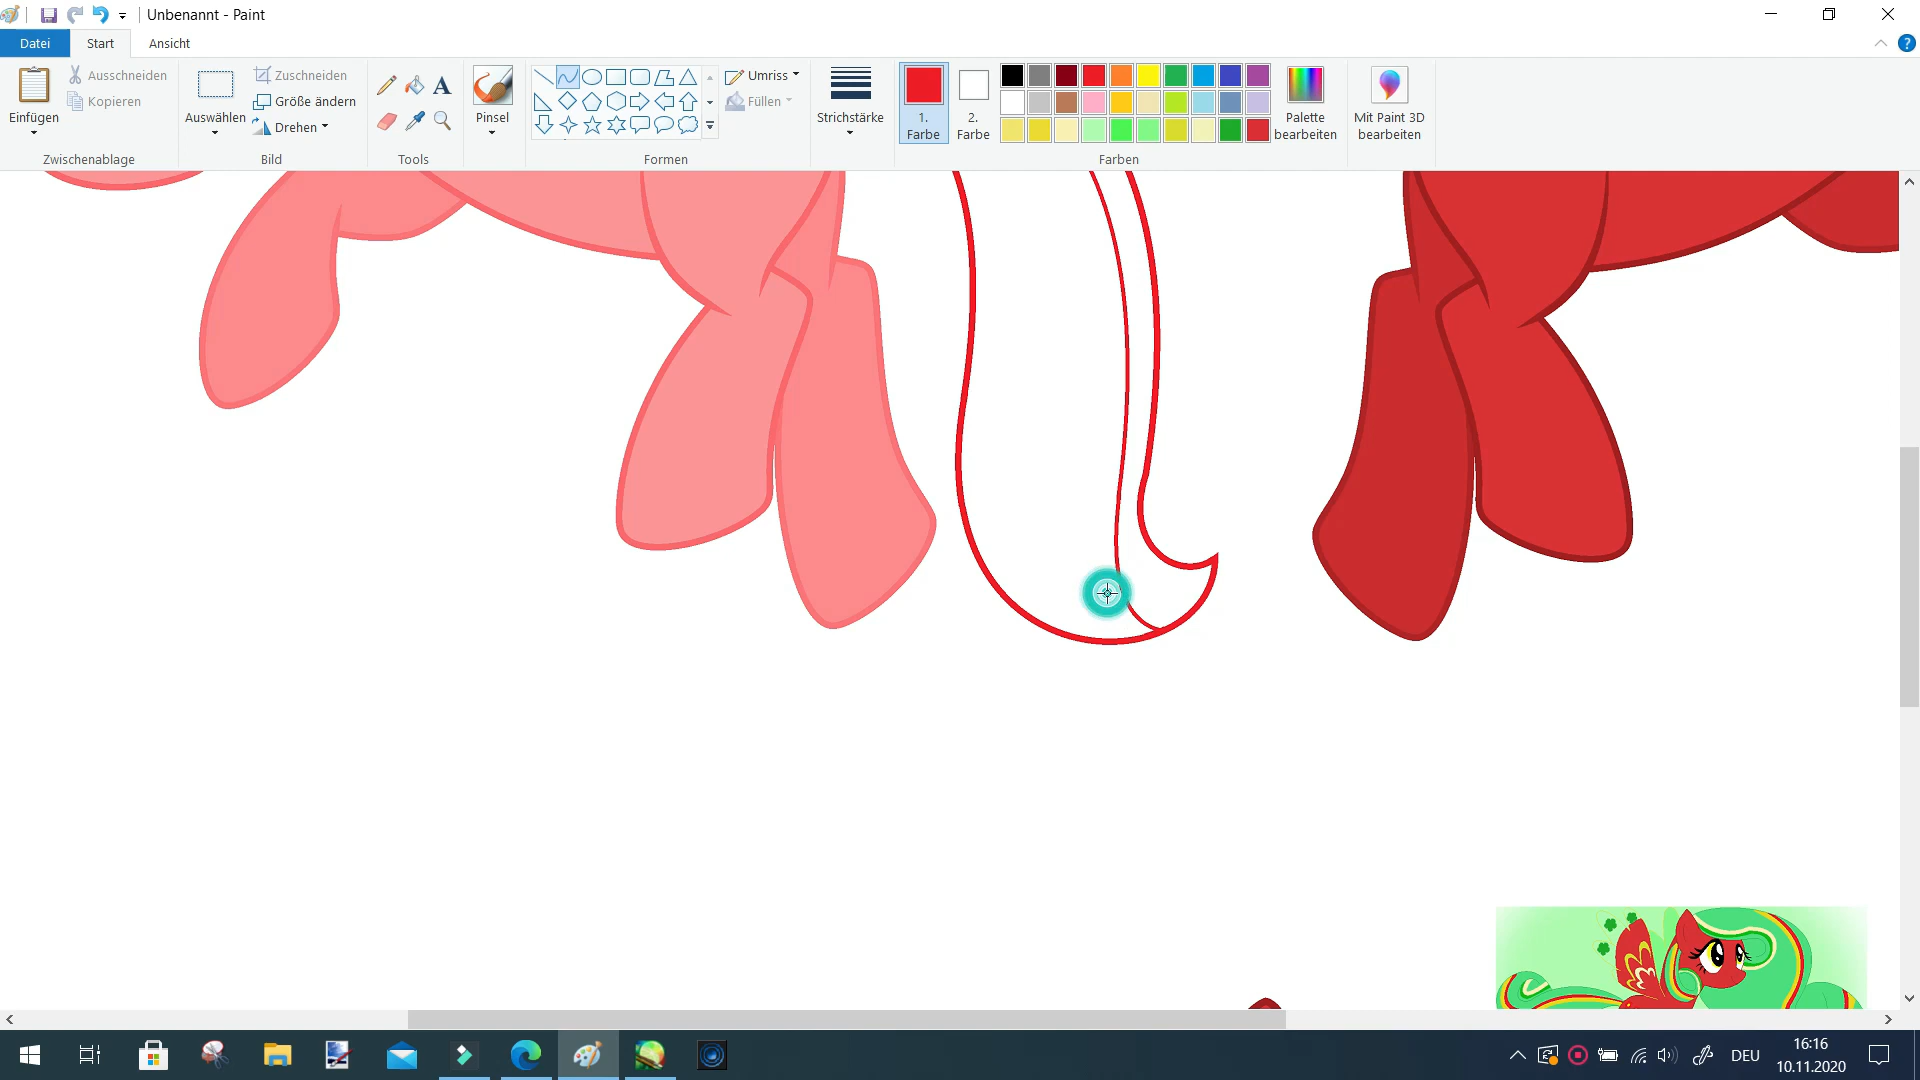 Unbenannt - Paint
Datei
Start
Ansicht
Einfügen
Ausschneiden
Kopieren
Zwischenablage
Auswählen
Zuschneiden
Größe ändern
Drehen
Bild
A
Tools
Pinsel
Formen
Umriss
Füllen
Strichstärke
1.
Farbe
2.
Farbe
Farben
Palette
bearbeiten
Mit Paint 3D
bearbeiten
?
DEU
16:16
10.11.2020